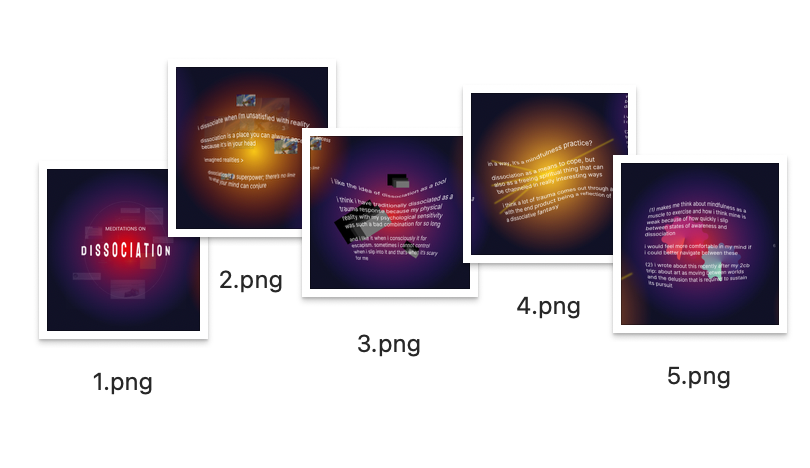 MEDITATIONS ON
DISSOCIATION
1.png
i dissociate when i'm unsatisfied with reality
dissociation is a place you can always
because it's in your head
imagined realities >
a superpower; there's no
your mind can conjure
2.png
i like the idea of dissociation as a tool
i think i have traditionally dissociated as a
trauma response because my physical
reality with my psychological sensitivity
was such a bad combination for so long
and i like is when i consciously it for
escapism. sometimes i cannot control
when i slip into it and that's what it's scary
for me
3.png
in a way, it's a mindfulness practice?
dissociation as a means to cope, but
also as a freeing spiritual thing that can
be channeled in really interesting ways
i think a lot of trauma comes out through a
with the end product being a reflection of
a dissociative fantasy
4.png
(1) makes me think about mindfulness as a
muscle to exercise and how i think mine is
weak because of how quickly i slip
between states of awareness and
dissociation
i would feel more comfortable in my mind if
i could better navigate between these
(2) i wrote about this recently after my 2cb
trip: about art as moving between worlds
and the delusion that is required to sustain
its pursuit
5.png